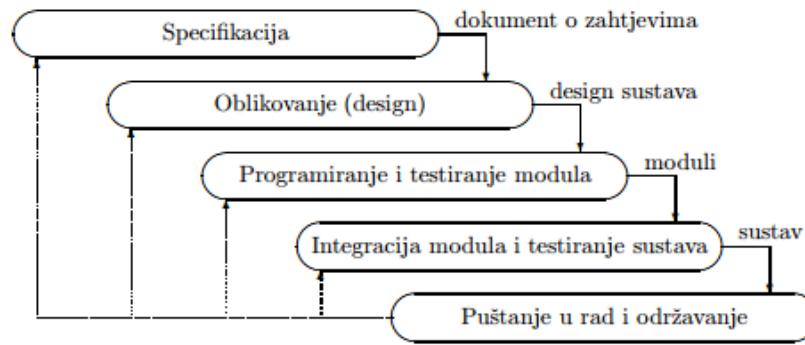 Specifikacija
dokument o zahtjevima
Oblikovanje (design)
design sustava
Programiranje i testiranje modula
moduli
Integracija modula i testiranje sustava
sustav
Puštanje u rad i održavanje